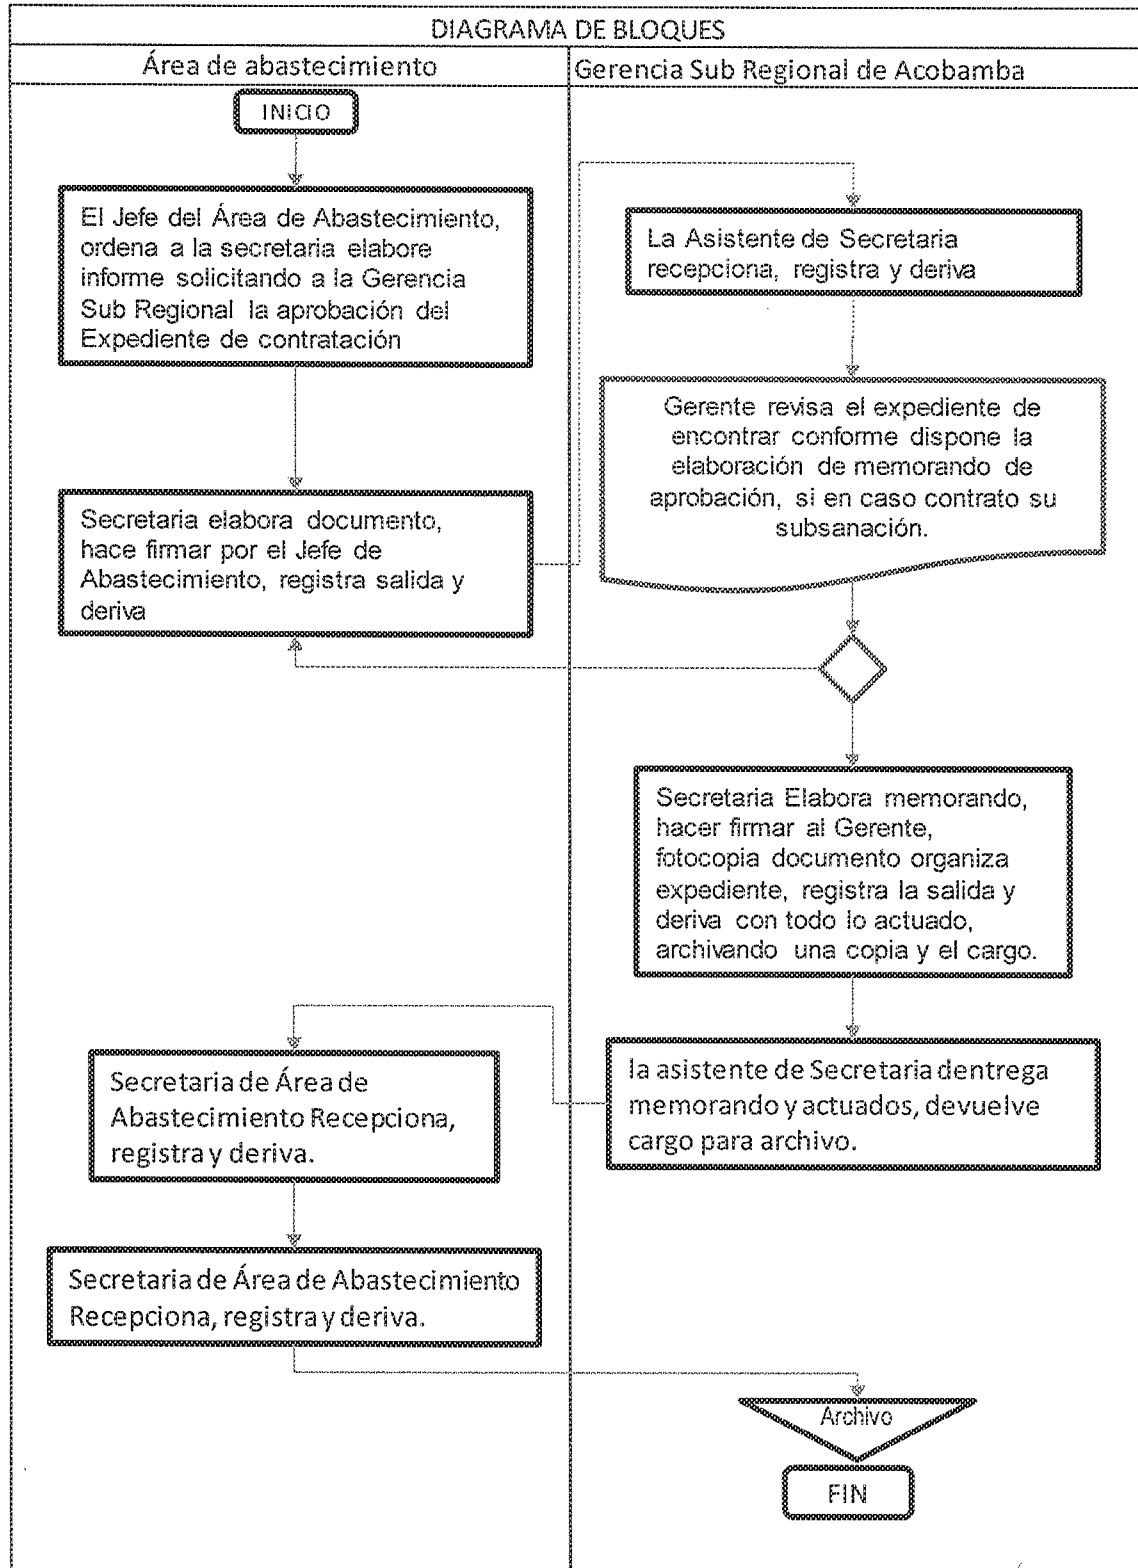 DIAGRAMA DE BLOQUES
Área de abastecimiento
Gerencia Sub Regional de Acobamba
INICIO
El Jefe del Área de Abastecimiento,
ordena a la secretaria elabore
informe solicitando a la Gerencia
Sub Regional la aprobación del
Expediente de contratación
Secretaria elabora documento,
hace firmar por el Jefe de
Abastecimiento, registra salida y
deriva
La Asistente de Secretaria
recepciona, registra y deriva
Gerente revisa el expediente de
encontrar conforme dispone la
elaboración de memorando de
aprobación, si en caso contrato su
subsanación.
Secretaria Elabora memorando,
hacer firmar al Gerente,
fotocopia documento organiza
expediente, registra la salida y
deriva con todo lo actuado,
archivando una copia y el cargo.
la asistente de Secretaria dentrega
memorando y actuados, devuelve
cargo para archivo.
Secretaria de Área de
Abastecimiento Recepciona,
registra y deriva.
Secretaria de Área de Abastecimiento
Recepciona, registra y deriva.
Archivo
FIN